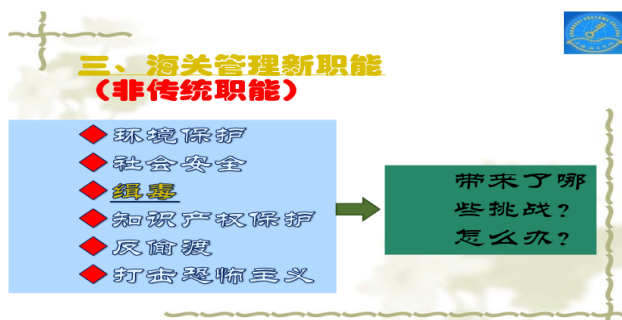 三、海关管理新职能
（非传统职能）
环境保护
社会安全
缉毒
知识产权保护
反偷渡
打击恐怖主义
带来了哪
些挑战？
怎么办？